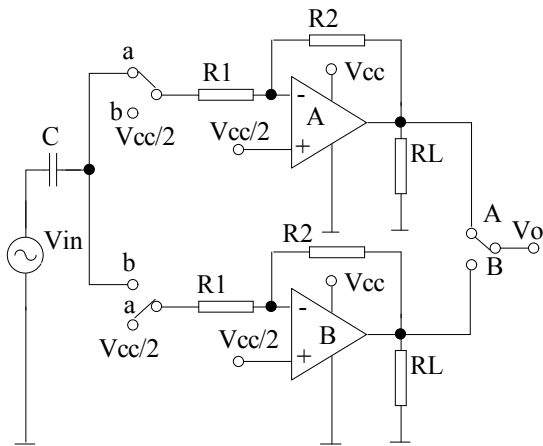 R2
a
R1
Vcc
-
A
b
Vcc/2
Vcc/2
+
C
RL
A
Vin
Vo
B
R2
b
R1
Vcc
a
-
B
Vcc/2
Vcc/2
+
RL